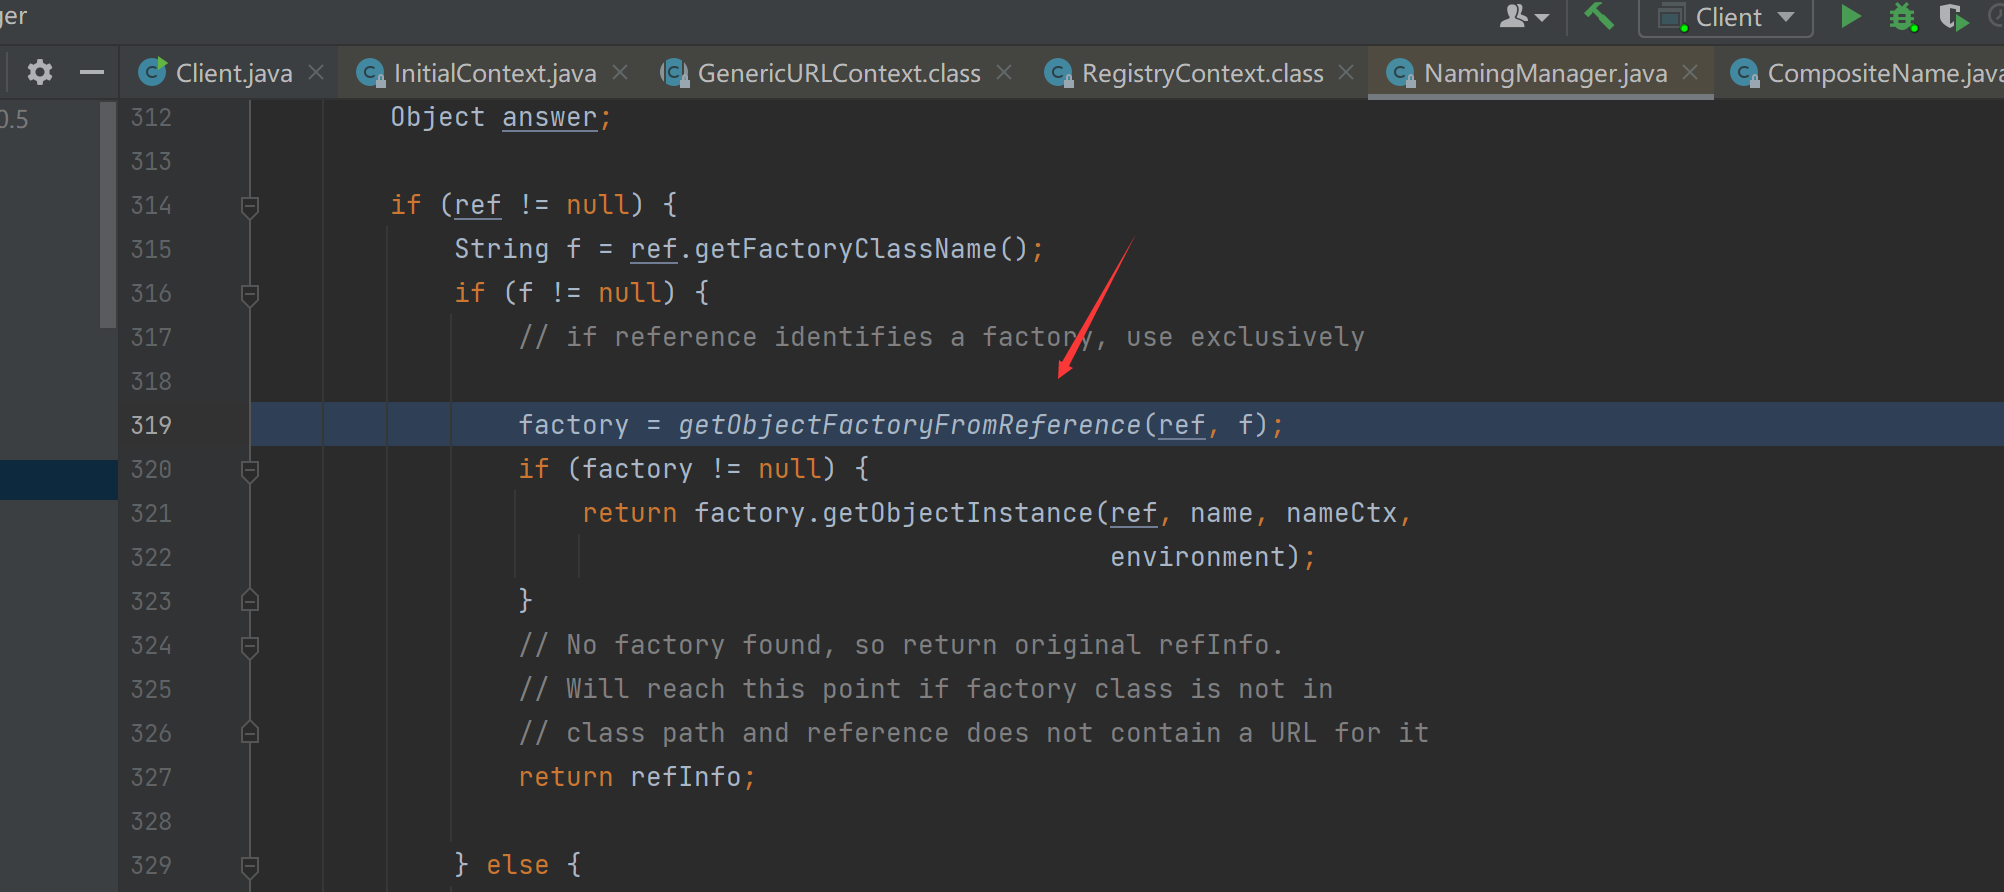 ger
Client
Client.java
InitialContext.java
GenericURLContext.class
RegistryContext.class
NamingManager.java
CompositeName.java
0.5
312 Object answer;
313
314 if (ref != null) {
315 String f = ref.getFactoryClassName();
316 if (f != null) {
317 // if reference identifies a factory, use exclusively
318
319 factory = getObjectFactoryFromReference(ref, f);
320 if (factory != null) {
321 return factory.getObjectInstance(ref, name, nameCtx,
322 environment);
323 }
324 // No factory found, so return original refInfo.
325 // Will reach this point if factory class is not in
326 // class path and reference does not contain a URL for it
327 return refInfo;
328
329 } else {